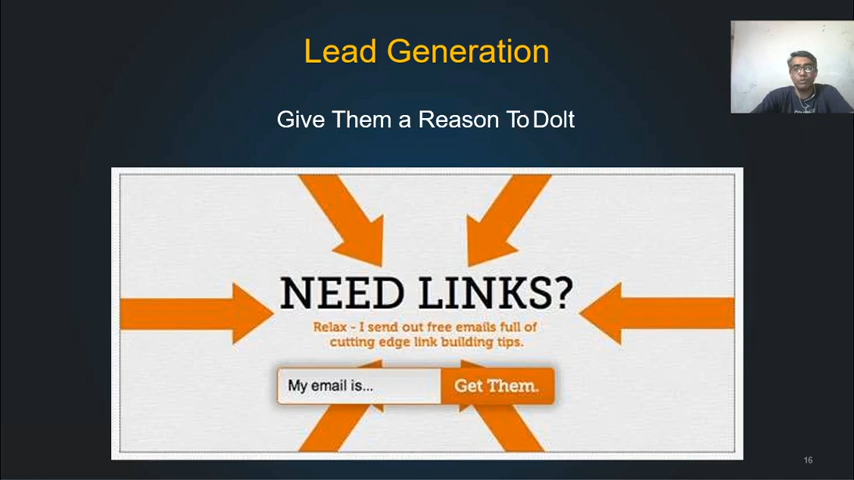 Lead Generation
Give Them a Reason To DoIt
NEED LINKS?
Relax - I send out free emails full of
cutting edge link building tips.
My email is... Get Them.
16